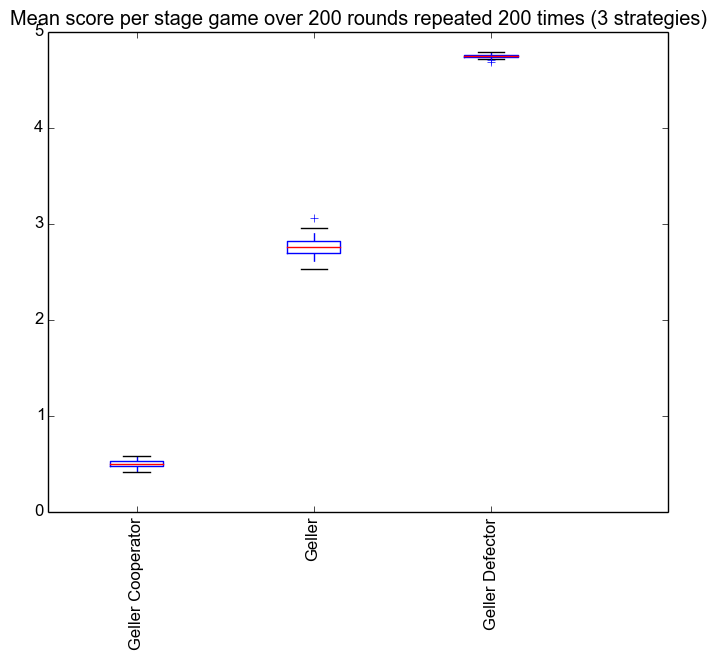 Mean score per stage game over 200 rounds repeated 200 times (3 strategies)
5
4
3
2
1
0
Geller Cooperator
Geller
Geller Defector